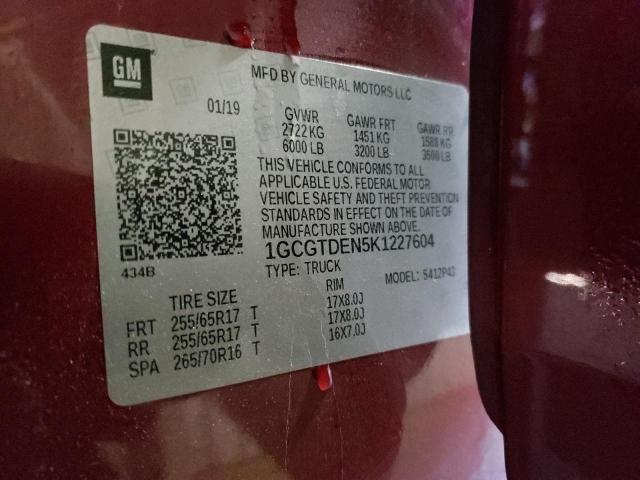 GM
MFD BY GENERAL MOTORS LLC
01/19
GVWR GAWR FRT GAWR RR
2722 KG 1451 KG 1588 KG
6000 LB 3200 LB 3500 LB
THIS VEHICLE CONFORMS TO ALL
APPLICABLE U.S. FEDERAL MOTOR
VEHICLE SAFETY AND THEFT PREVENTION
STANDARDS IN EFFECT ON THE DATE OF
MANUFACTURE SHOWN ABOVE.
1GCGTDEN5K1227604
434B
TYPE: TRUCK
MODEL:
TIRE SIZE RIM
FRT 255/65R17 T 17X8.0J
RR 255/65R17 T 17X8.0J
SPA 265/70R16 T 16X7.0J